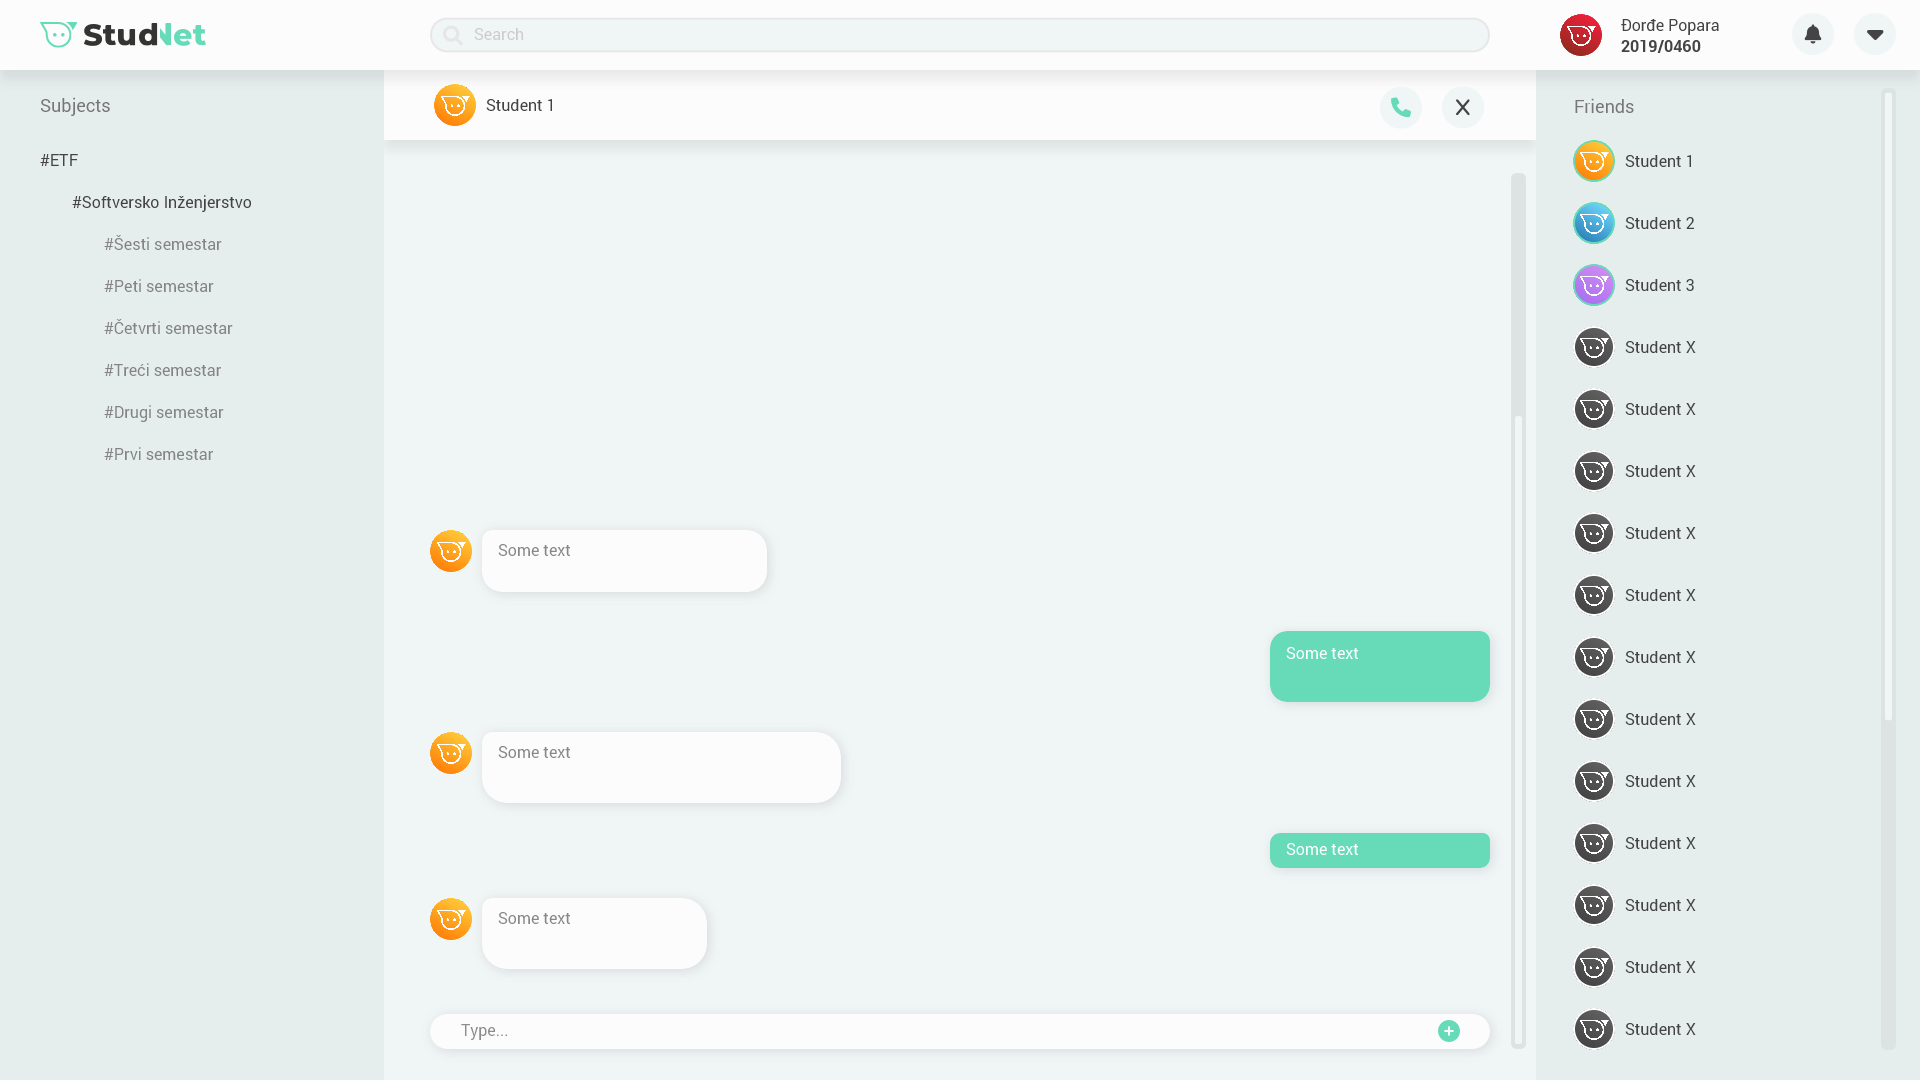 StudNet
Search
Đorđe Popara
2019/0460
Subjects
#ETF
#Softversko Inženjerstvo
#Šesti semestar
#Peti semestar
#Četvrti semestar
#Treći semestar
#Drugi semestar
#Prvi semestar
Student 1
X
Some text
Some text
Some text
Some text
Some text
Type...
Friends
Student 1
Student 2
Student 3
Student X
Student X
Student X
Student X
Student X
Student X
Student X
Student X
Student X
Student X
Student X
Student X